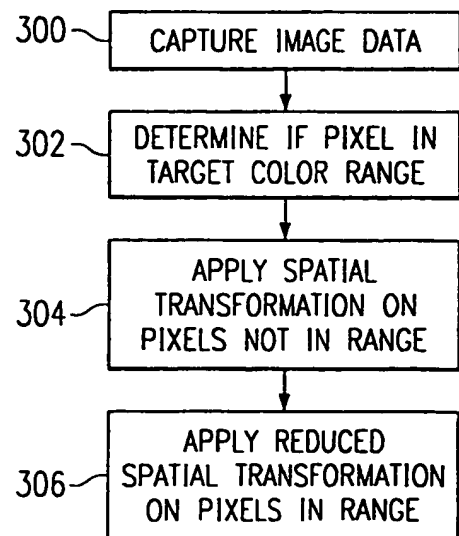 300
CAPTURE IMAGE DATA
302
DETERMINE IF PIXEL IN
TARGET COLOR RANGE
304
APPLY SPATIAL
TRANSFORMATION ON
PIXELS NOT IN RANGE
306
APPLY REDUCED
SPATIAL TRANSFORMATION
ON PIXELS IN RANGE